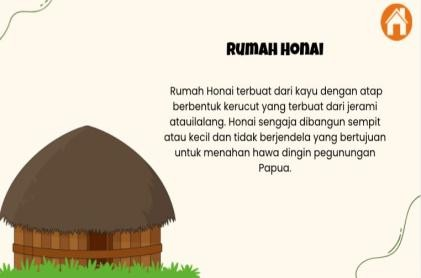 RUMAH HONAI
Rumah Honai terbuat dari kayu dengan atap
berbentuk kerucut yang terbuat dari jerami
atauilalang. Honai sengaja dibangun sempit
atau kecil dan tidak berjendela yang bertujuan
untuk menahan hawa dingin pegunungan
Papua.